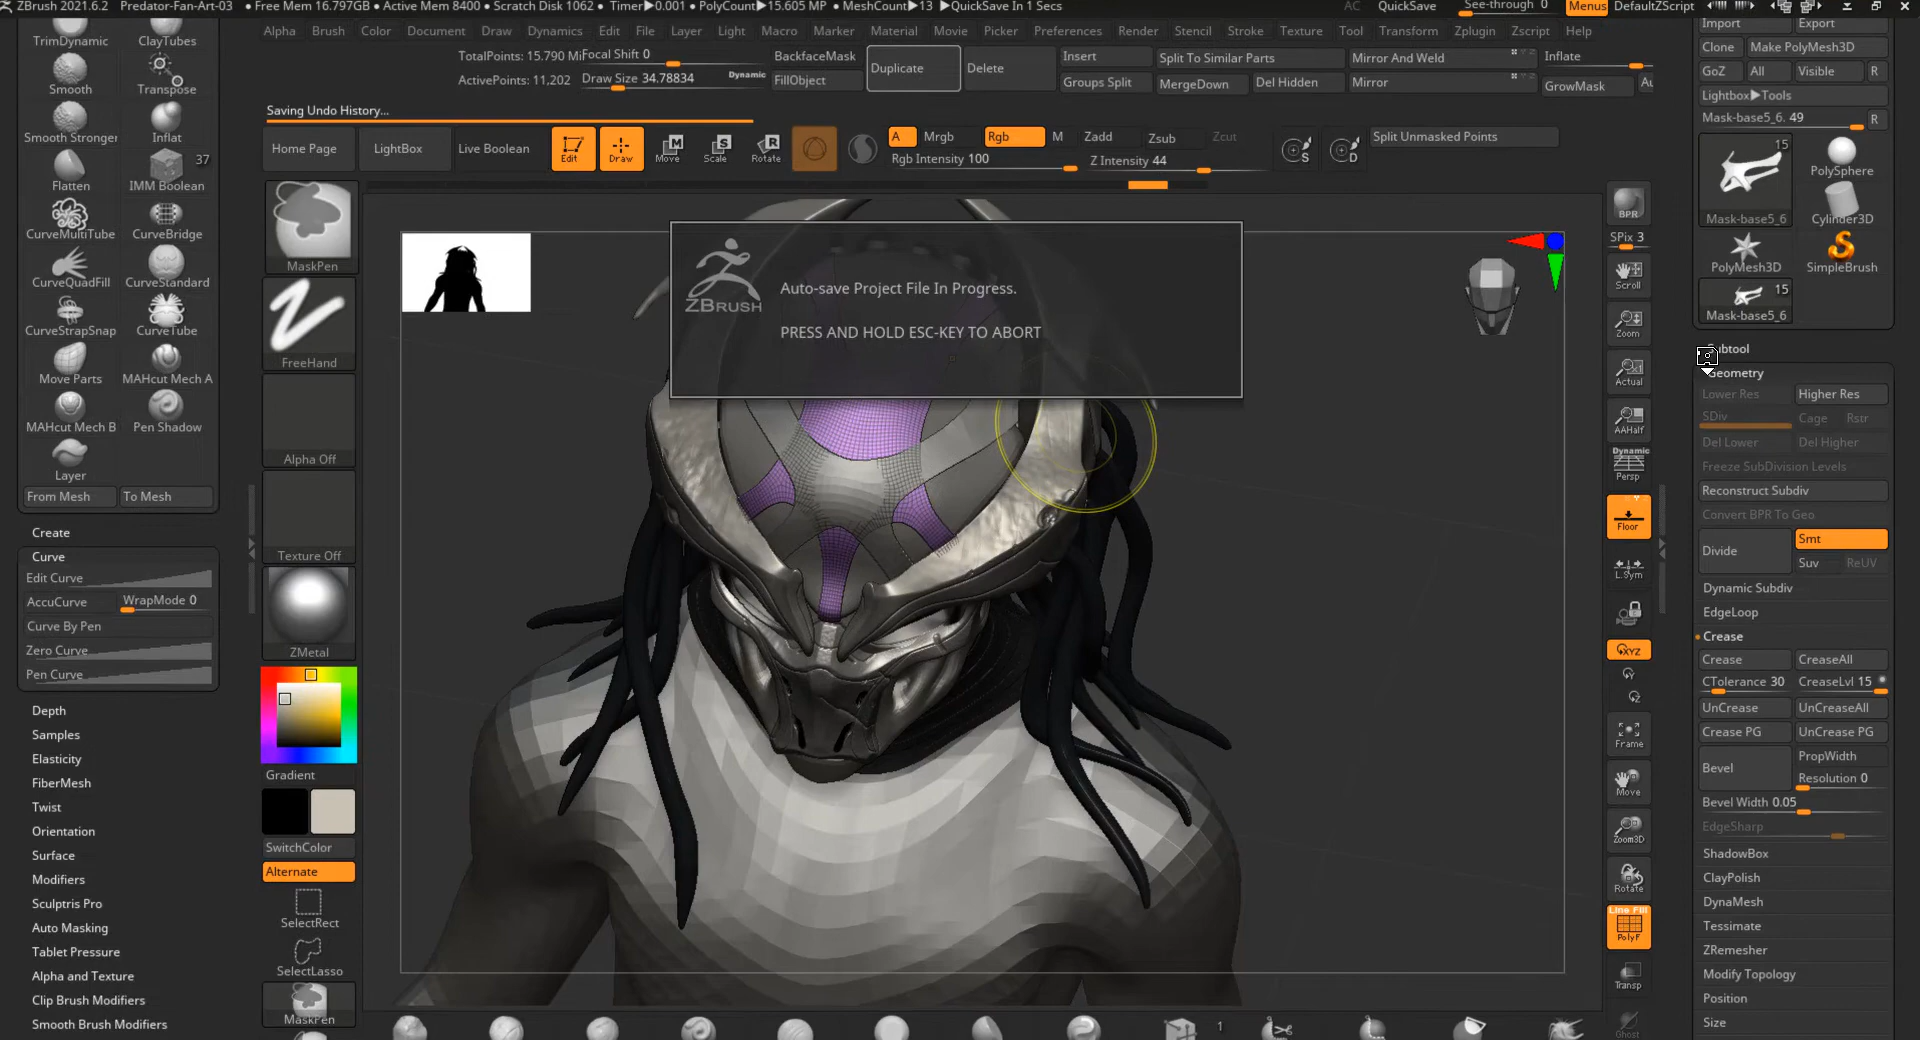 ZBrush 2021.6.2 Predator-Fan-Art-03 • Free Mem 16.797GB • Active Mem 8400 • Scratch Disk 1062 • Timer▶0.001 • PolyCount▶15.605 MP • MeshCount▶13 ▶QuickSave In 1 Secs AC QuickSave See-through 0 Menus DefaultZScript
Alpha Brush Color Document Draw Dynamics Edit File Layer Light Macro Marker Material Movie Picker Preferences Render Stencil Stroke Texture Tool Transform Zplugin Zscript Help
TotalPoints: 15.790 Mi Focal Shift 0 BackfaceMask Duplicate Delete Insert Split To Similar Parts Mirror And Weld Inflate
ActivePoints: 11,202 Draw Size 34.78834 Dynamic FillObject Groups Split MergeDown Del Hidden Mirror GrowMask Au
Saving Undo History...
Home Page LightBox Live Boolean Edit Draw Move Scale Rotate A Mrgb Rgb M Zadd Zsub Zcut Split Unmasked Points
Rgb Intensity 100 Z Intensity 44 S D
TrimDynamic ClayTubes
Smooth Transpose
Smooth Stronger Inflat
37
Flatten IMM Boolean
CurveMultiTube CurveBridge
CurveQuadFill CurveStandard
CurveStrapSnap CurveTube
Move Parts MAHcut Mech A
MAHcut Mech B Pen Shadow
Layer
From Mesh To Mesh
Create
Curve
Edit Curve
AccuCurve WrapMode 0
Curve By Pen
Zero Curve
Pen Curve
Depth
Samples
Elasticity
FiberMesh
Twist
Orientation
Surface
Modifiers
Sculptris Pro
Auto Masking
Tablet Pressure
Alpha and Texture
Clip Brush Modifiers
Smooth Brush Modifiers
MaskPen
FreeHand
Alpha Off
Texture Off
ZMetal
Gradient
SwitchColor
Alternate
SelectRect
SelectLasso
MaskPen
ZBRUSH
Auto-save Project File In Progress.
PRESS AND HOLD ESC-KEY TO ABORT
1
BPR
SPix 3
Scroll
Zoom
Actual
AAHalf
Dynamic
Persp
Floor
L.Sym
XYZ
Frame
Move
Zoom3D
Rotate
Line Fill
PolyF
Transp
Ghost
Import Export
Clone Make PolyMesh3D
GoZ All Visible R
Lightbox▶Tools
Mask-base5_6. 49 R
15
PolySphere
Mask-base5_6 Cylinder3D
PolyMesh3D SimpleBrush
15
Mask-base5_6
Subtool
Geometry
Lower Res Higher Res
SDiv Cage Rstr
Del Lower Del Higher
Freeze SubDivision Levels
Reconstruct Subdiv
Convert BPR To Geo
Divide Smt
Suv ReUV
Dynamic Subdiv
EdgeLoop
Crease
Crease CreaseAll
CTolerance 30 CreaseLvl 15
UnCrease UnCreaseAll
Crease PG UnCrease PG
Bevel PropWidth
Resolution 0
Bevel Width 0.05
EdgeSharp
ShadowBox
ClayPolish
DynaMesh
Tessimate
ZRemesher
Modify Topology
Position
Size